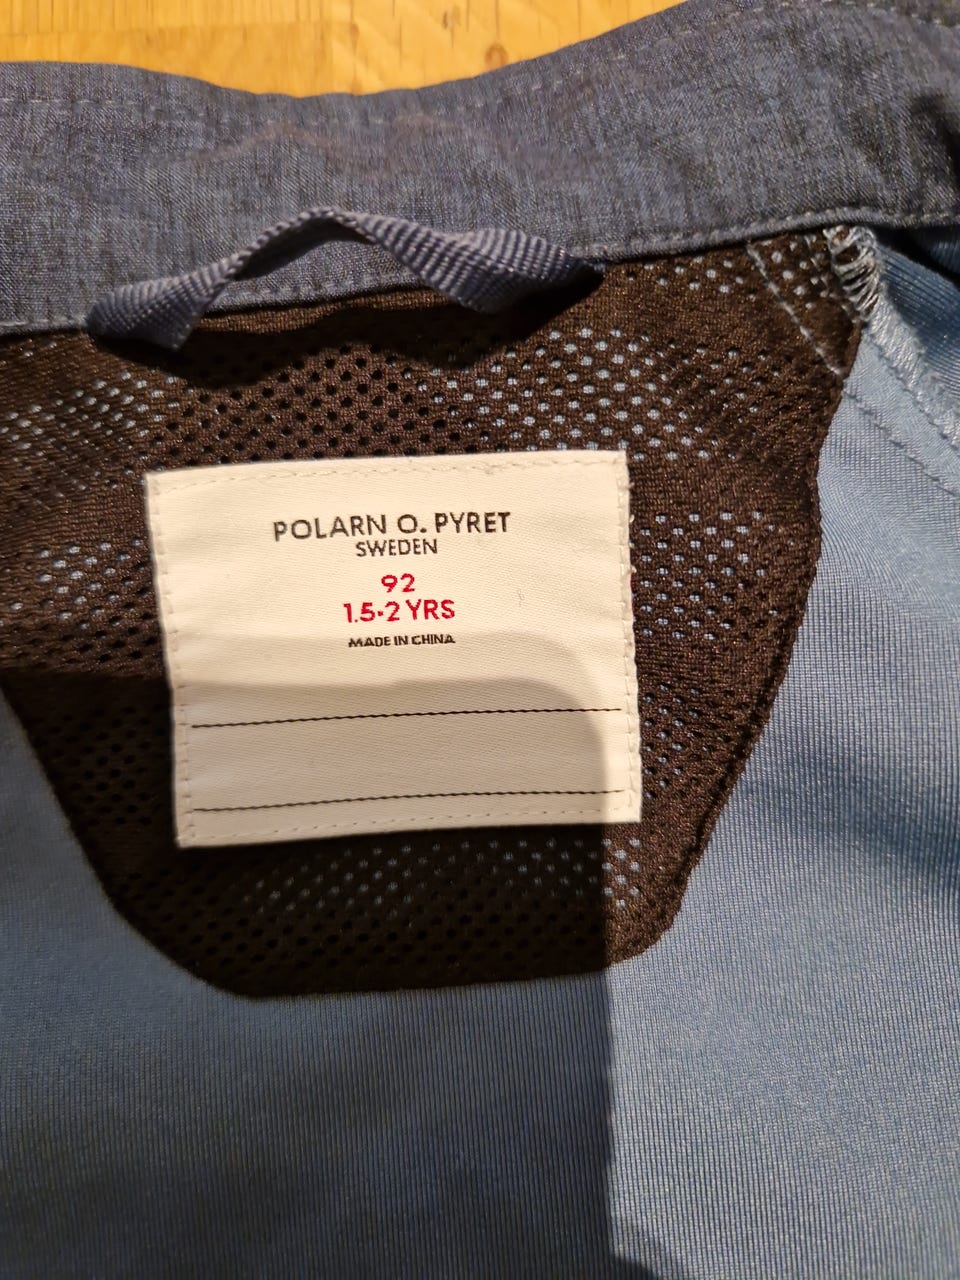 POLARN O. PYRET
SWEDEN
92
1.5-2 YRS
MADE IN CHINA